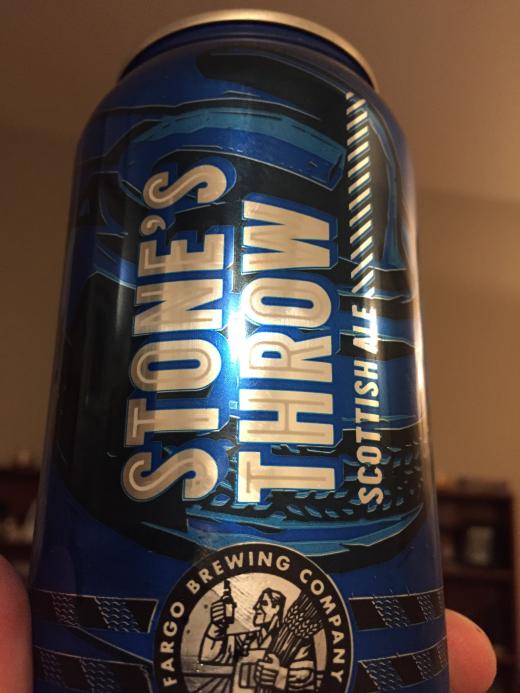 STONE'S
THROW
SCOTTISH ALE
FARGO BREWING COMPANY